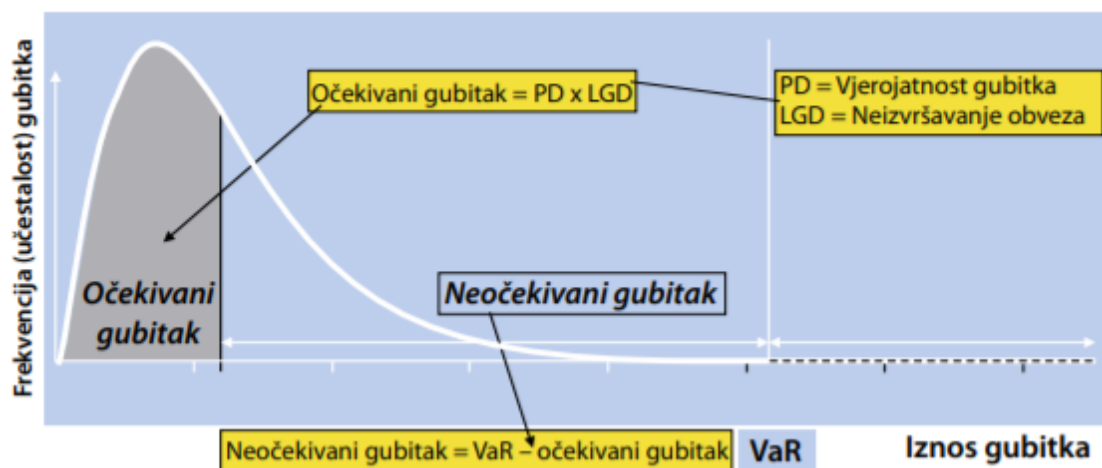 Frekvencija (učestalost) gubitka
Očekivani gubitak = PD x LGD
PD = Vjerojatnost gubitka
LGD = Neizvršavanje obveza
Očekivani
gubitak
Neočekivani gubitak
Neočekivani gubitak = VaR – očekivani gubitak
VaR
Iznos gubitka